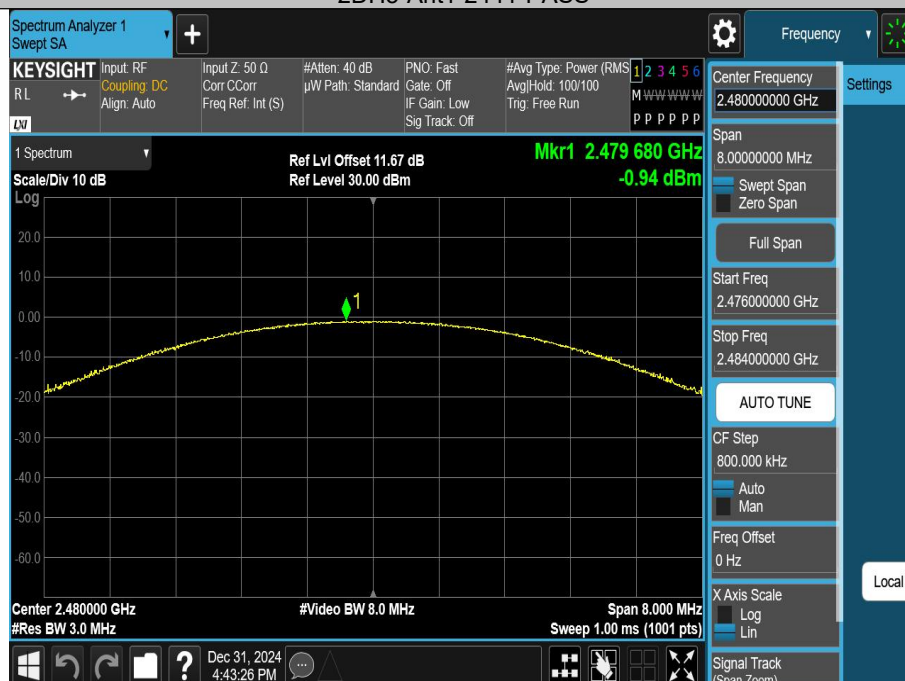 Spectrum Analyzer 1
Swept SA
+
Frequency
KEYSIGHT
RL
LXI
Input: RF
Coupling: DC
Align: Auto
Input Z: 50 Ω
Corr CCorr
Freq Ref: Int (S)
#Atten: 40 dB
µW Path: Standard
PNO: Fast
Gate: Off
IF Gain: Low
Sig Track: Off
#Avg Type: Power (RMS
Avg|Hold: 100/100
Trig: Free Run
1 2 3 4 5 6
M W W W W W
P P P P P P
1 Spectrum
Scale/Div 10 dB
Log
Ref Lvl Offset 11.67 dB
Ref Level 30.00 dBm
Mkr1 2.479 680 GHz
-0.94 dBm
20.0
10.0
0.00
-10.0
-20.0
-30.0
-40.0
-50.0
-60.0
1
Center 2.480000 GHz
#Res BW 3.0 MHz
#Video BW 8.0 MHz
Span 8.000 MHz
Sweep 1.00 ms (1001 pts)
?
Dec 31, 2024
4:43:26 PM
Center Frequency
2.480000000 GHz
Span
8.00000000 MHz
Swept Span
Zero Span
Full Span
Start Freq
2.476000000 GHz
Stop Freq
2.484000000 GHz
AUTO TUNE
CF Step
800.000 kHz
Auto
Man
Freq Offset
0 Hz
X Axis Scale
Log
Lin
Signal Track
(Span Zoom)
Settings
Local